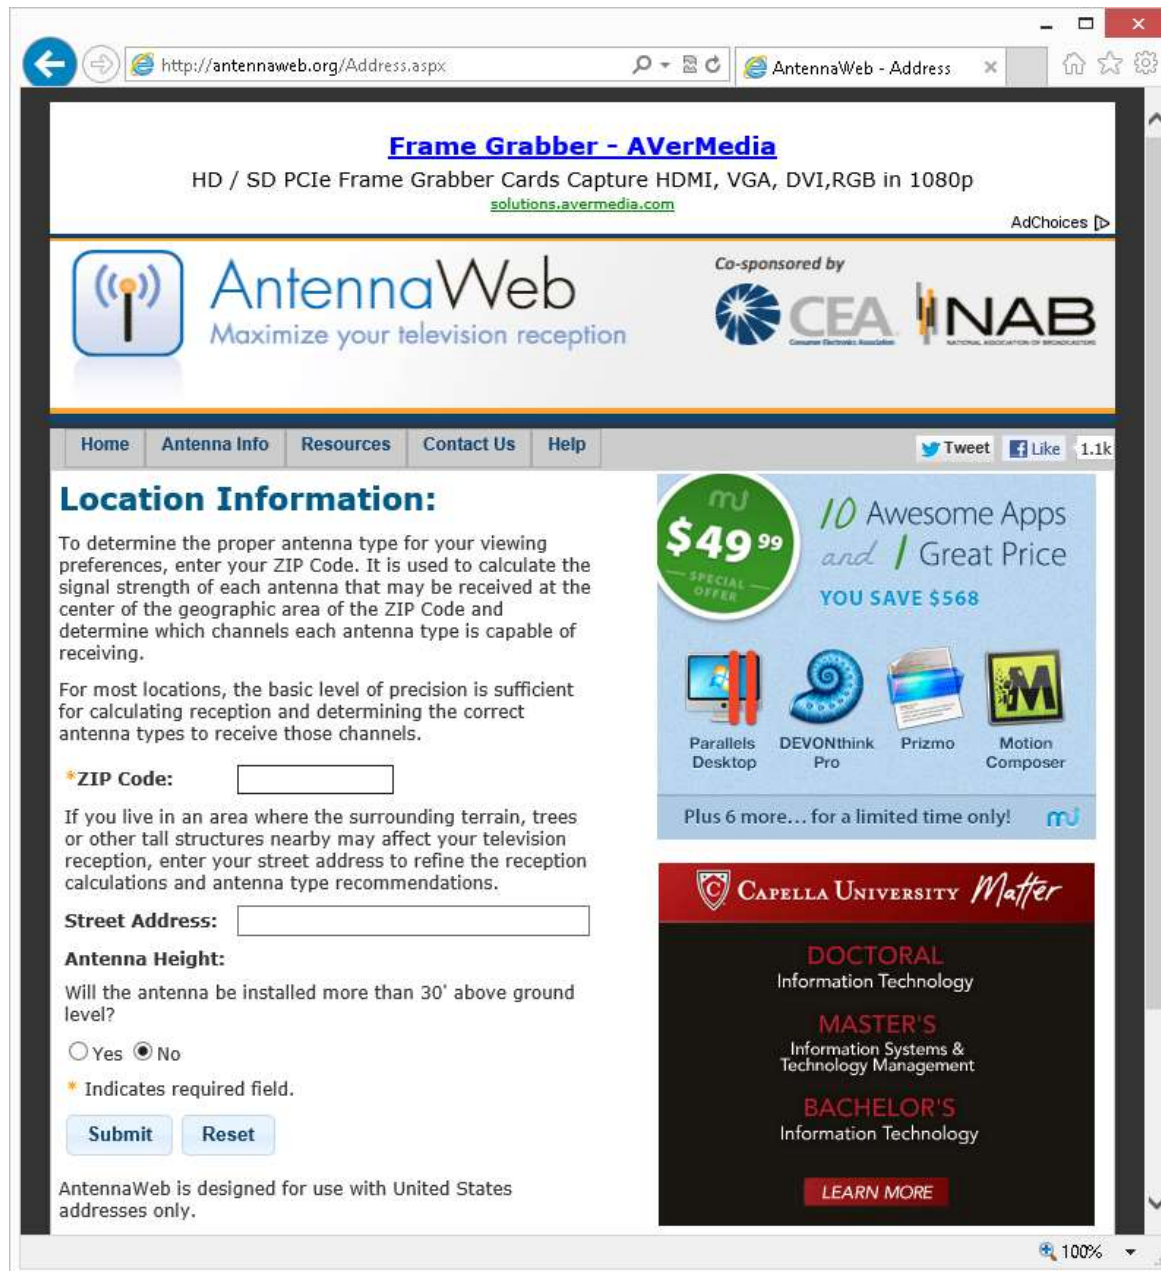 http://antennaweb.org/Address.aspx
AntennaWeb - Address
Frame Grabber - AVerMedia
HD / SD PCIe Frame Grabber Cards Capture HDMI, VGA, DVI,RGB in 1080p
solutions.avermedia.com
AdChoices
AntennaWeb
Maximize your television reception
Co-sponsored by
CEA
Consumer Electronics Association
NAB
NATIONAL ASSOCIATION OF BROADCASTERS
Home Antenna Info Resources Contact Us Help
Tweet Like 1.1k
Location Information:
To determine the proper antenna type for your viewing
preferences, enter your ZIP Code. It is used to calculate the
signal strength of each antenna that may be received at the
center of the geographic area of the ZIP Code and
determine which channels each antenna type is capable of
receiving.
For most locations, the basic level of precision is sufficient
for calculating reception and determining the correct
antenna types to receive those channels.
*ZIP Code:
If you live in an area where the surrounding terrain, trees
or other tall structures nearby may affect your television
reception, enter your street address to refine the reception
calculations and antenna type recommendations.
Street Address:
Antenna Height:
Will the antenna be installed more than 30' above ground
level?
Yes No
* Indicates required field.
Submit Reset
AntennaWeb is designed for use with United States
addresses only.
$49 99
SPECIAL
OFFER
10 Awesome Apps
and 1 Great Price
YOU SAVE $568
Parallels
Desktop
DEVONthink
Pro
Prizmo
Motion
Composer
Plus 6 more... for a limited time only!
CAPELLA UNIVERSITY Matter
DOCTORAL
Information Technology
MASTER'S
Information Systems &
Technology Management
BACHELOR'S
Information Technology
LEARN MORE
100%